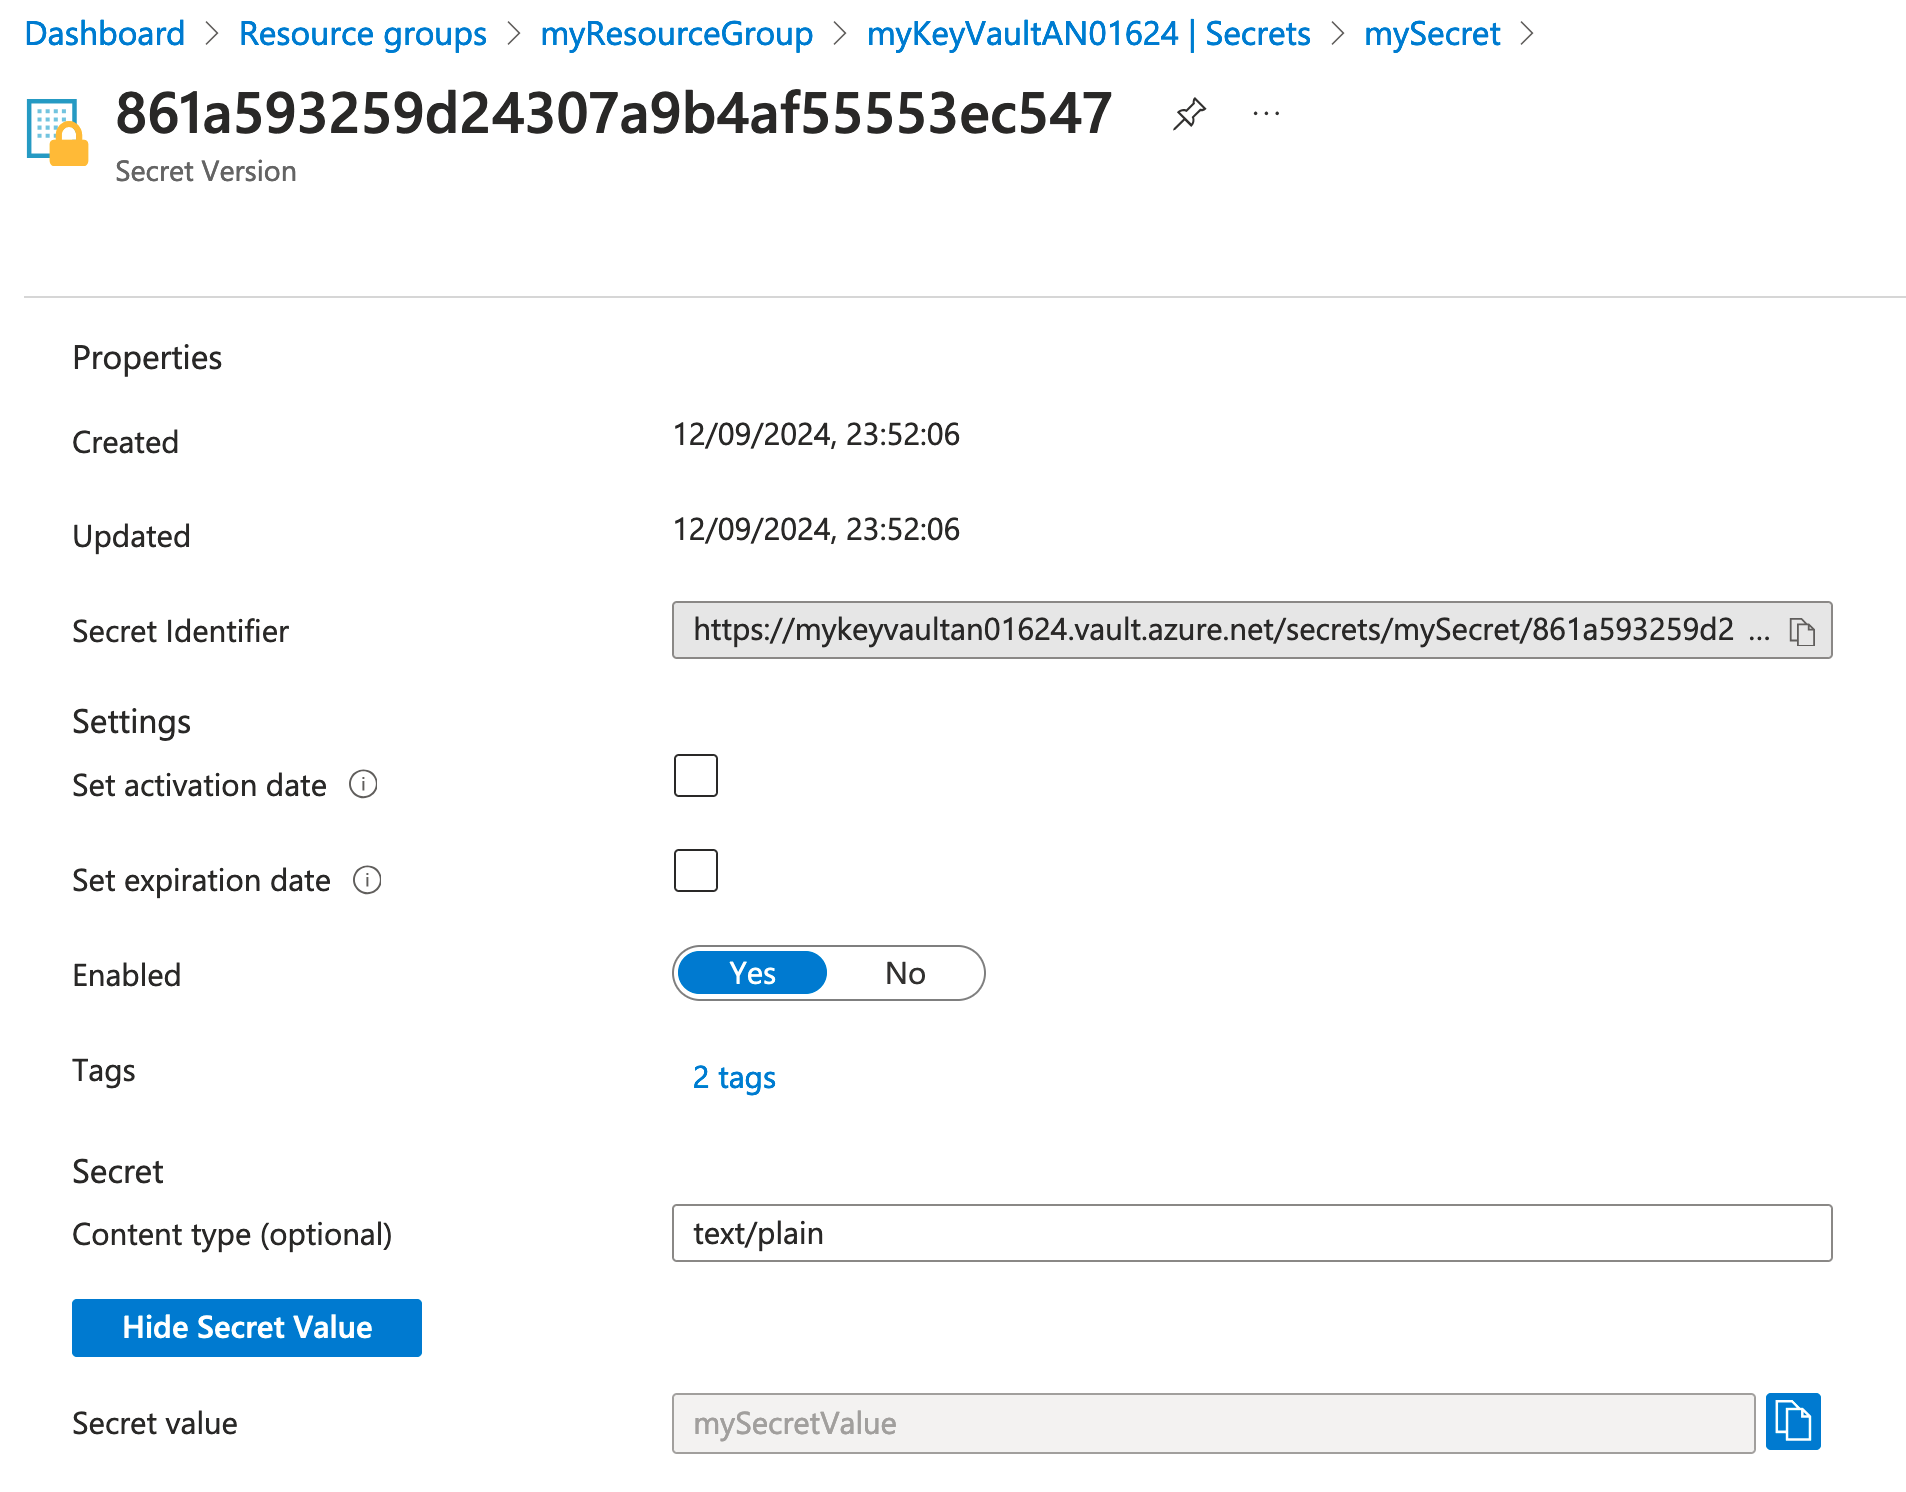 Dashboard > Resource groups > myResourceGroup > myKeyVaultAN01624 | Secrets > mySecret >
861a593259d24307a9b4af55553ec547 ...
Secret Version
Properties
Created 12/09/2024, 23:52:06
Updated 12/09/2024, 23:52:06
Secret Identifier https://mykeyvaultan01624.vault.azure.net/secrets/mySecret/861a593259d2 ...
Settings
Set activation date
Set expiration date
Enabled Yes No
Tags 2 tags
Secret
Content type (optional) text/plain
Hide Secret Value
Secret value mySecretValue